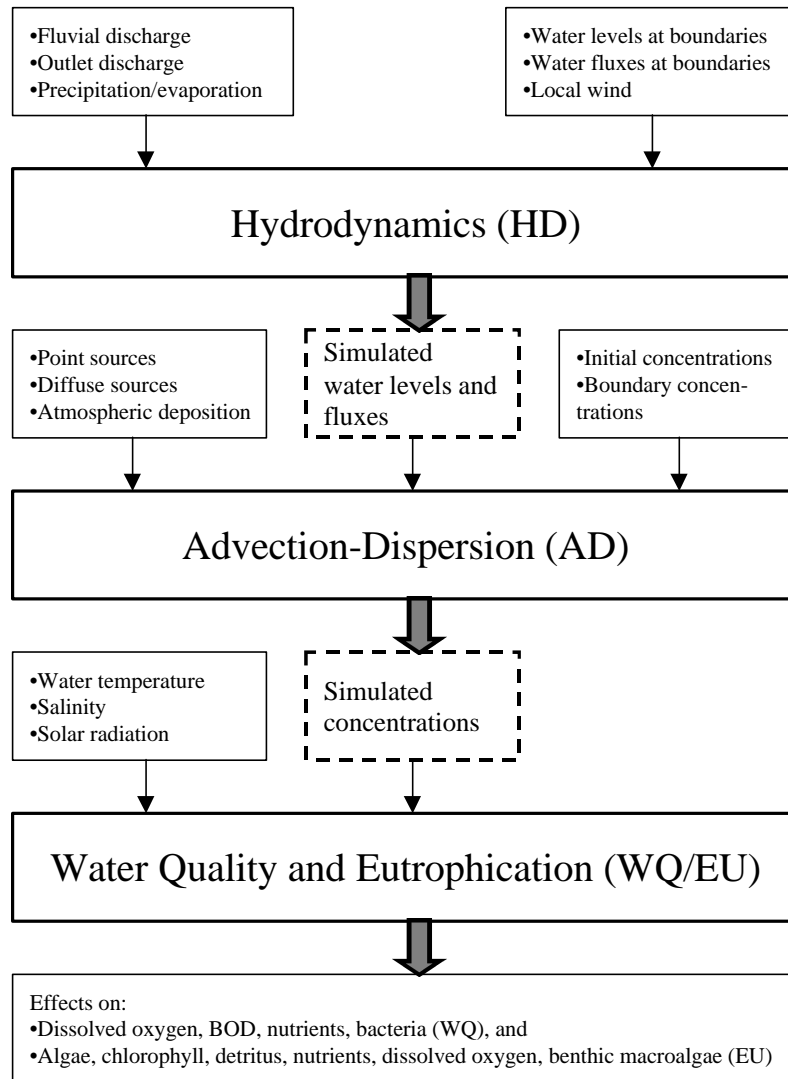 •Fluvial discharge
•Outlet discharge
•Precipitation/evaporation
•Water levels at boundaries
•Water fluxes at boundaries
•Local wind
Hydrodynamics (HD)
•Point sources
•Diffuse sources
•Atmospheric deposition
Simulated
water levels and
fluxes
•Initial concentrations
•Boundary concen-
trations
Advection-Dispersion (AD)
•Water temperature
•Salinity
•Solar radiation
Simulated
concentrations
Water Quality and Eutrophication (WQ/EU)
Effects on:
•Dissolved oxygen, BOD, nutrients, bacteria (WQ), and
•Algae, chlorophyll, detritus, nutrients, dissolved oxygen, benthic macroalgae (EU)